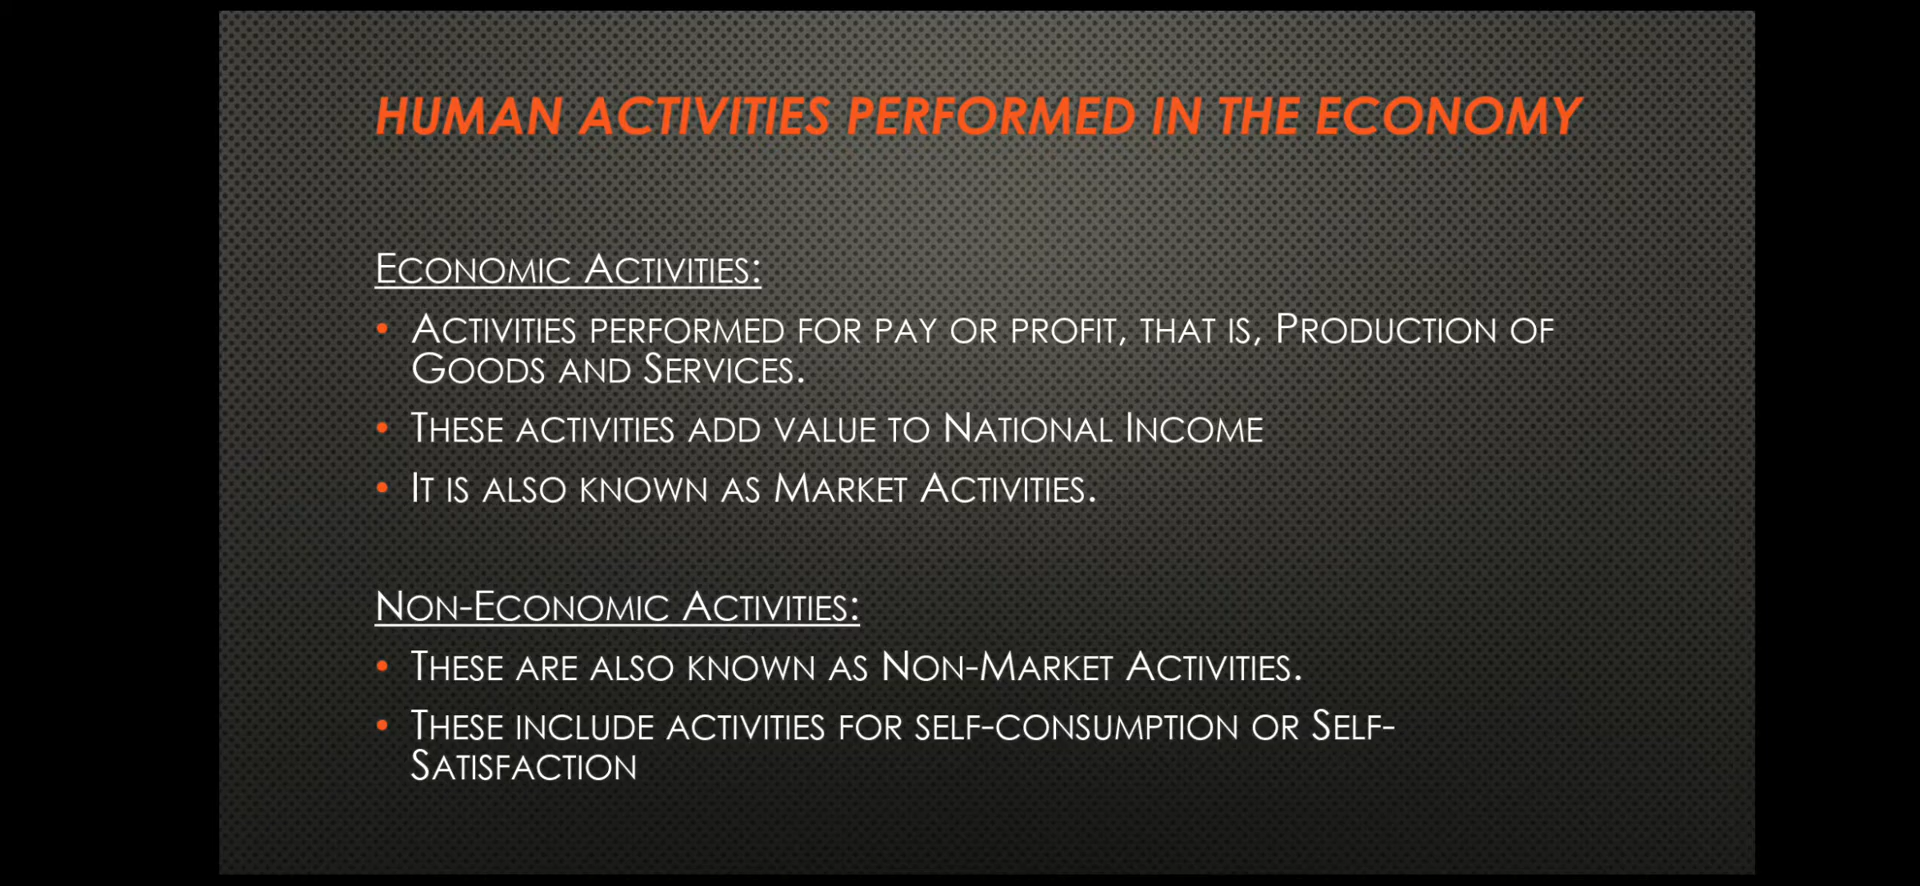 HUMAN ACTIVITIES PERFORMED IN THE ECONOMY
ECONOMIC ACTIVITIES:
• ACTIVITIES PERFORMED FOR PAY OR PROFIT, THAT IS, PRODUCTION OF
GOODS AND SERVICES.
• THESE ACTIVITIES ADD VALUE TO NATIONAL INCOME
• IT IS ALSO KNOWN AS MARKET ACTIVITIES.
NON-ECONOMIC ACTIVITIES:
• THESE ARE ALSO KNOWN AS NON-MARKET ACTIVITIES.
• THESE INCLUDE ACTIVITIES FOR SELF-CONSUMPTION OR SELF-
SATISFACTION